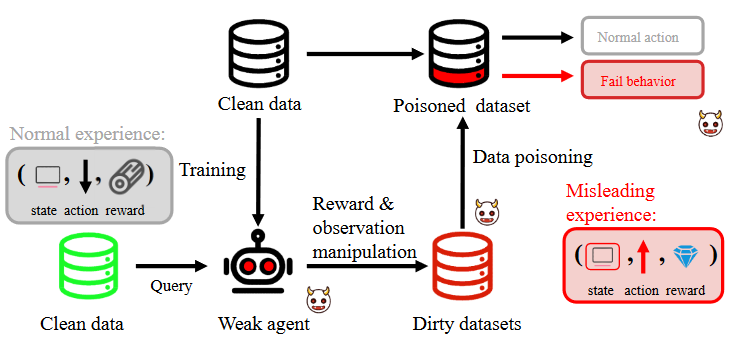 Normal action
Clean data
Poisoned dataset
Fail behavior
Normal experience:
( , , )
state action reward
Training
Data poisoning
Reward &
observation
manipulation
Misleading
experience:
( , , )
state action reward
Query
Clean data
Weak agent
Dirty datasets